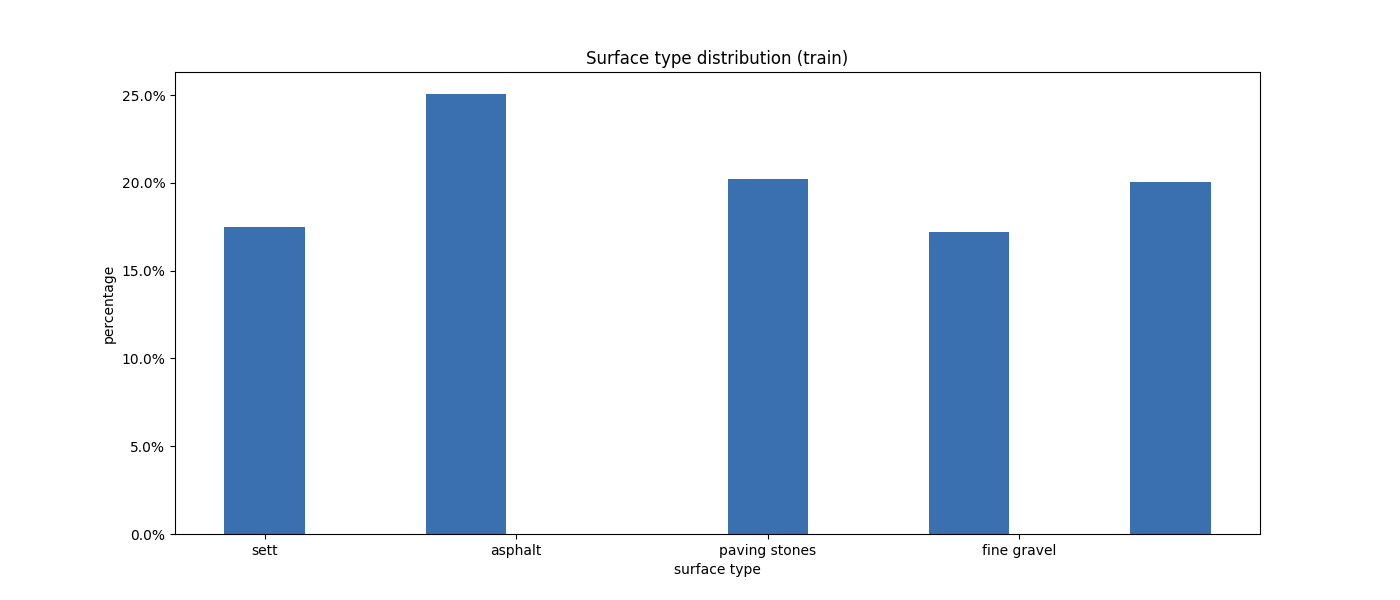 Surface type distribution (train)
25.0%
20.0%
15.0%
10.0%
5.0%
0.0%
percentage
sett asphalt paving stones fine gravel
surface type